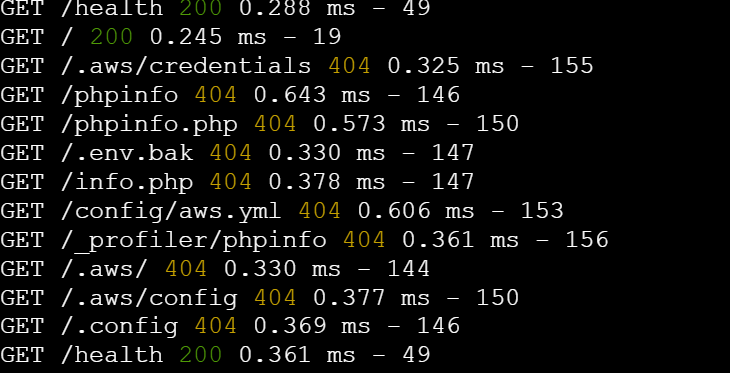 GET /health 200 0.288 ms - 49
GET / 200 0.245 ms - 19
GET /.aws/credentials 404 0.325 ms - 155
GET /phpinfo 404 0.643 ms - 146
GET /phpinfo.php 404 0.573 ms - 150
GET /.env.bak 404 0.330 ms - 147
GET /info.php 404 0.378 ms - 147
GET /config/aws.yml 404 0.606 ms - 153
GET /_profiler/phpinfo 404 0.361 ms - 156
GET /.aws/ 404 0.330 ms - 144
GET /.aws/config 404 0.377 ms - 150
GET /.config 404 0.369 ms - 146
GET /health 200 0.361 ms - 49